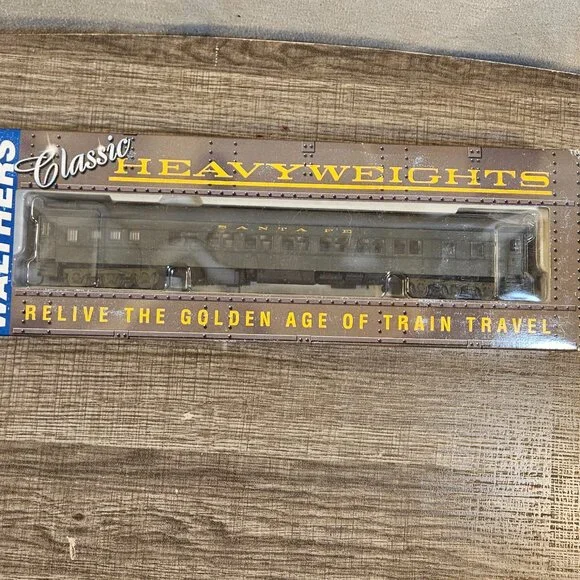 WALTHERS
Classic HEAVYWEIGHTS
SANTA FE
RELIVE THE GOLDEN AGE OF TRAIN TRAVEL